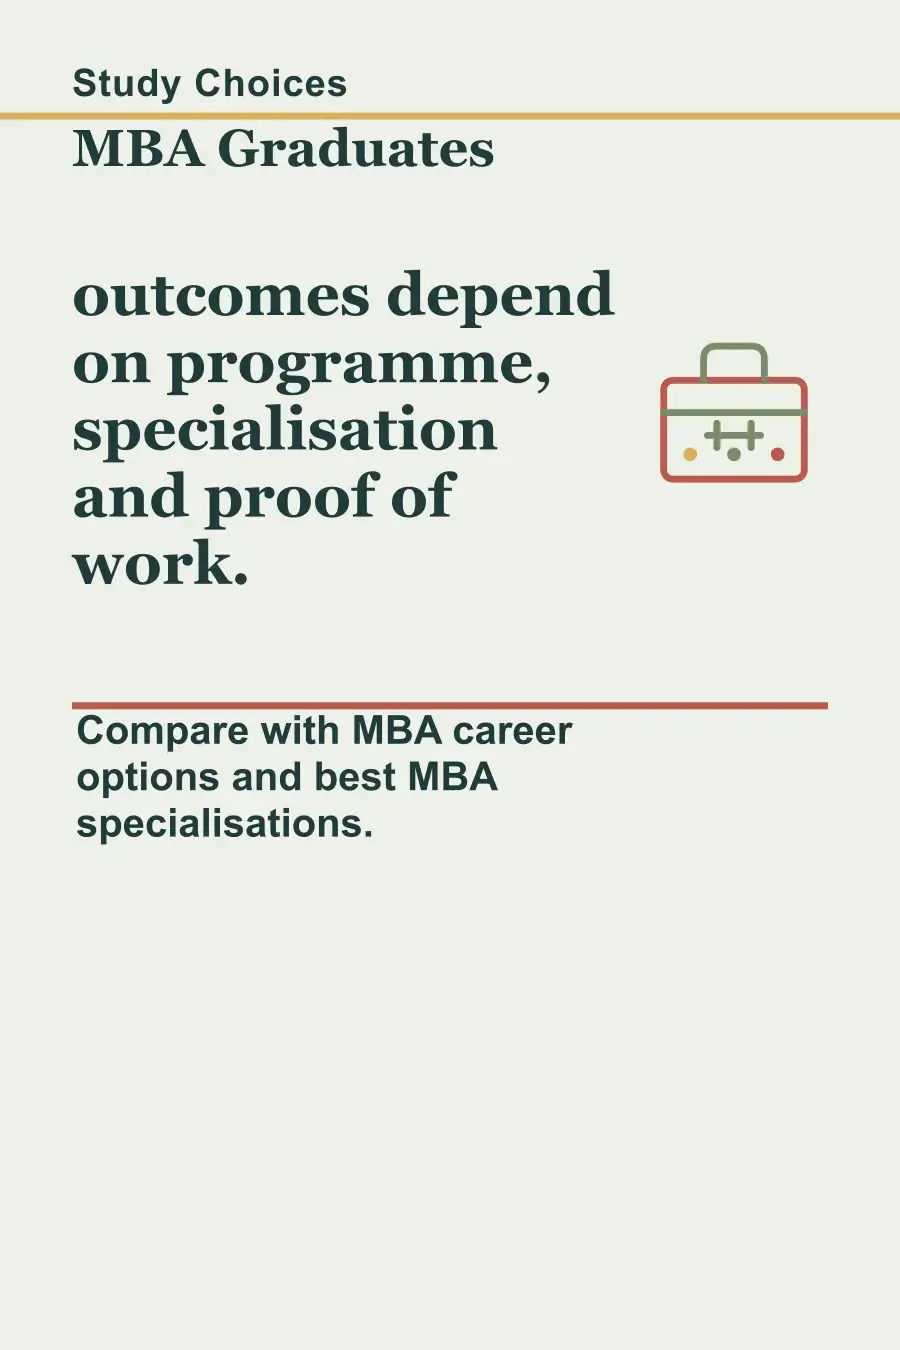 Study Choices
MBA Graduates
outcomes depend
on programme,
specialisation
and proof of
work.
Compare with MBA career
options and best MBA
specialisations.